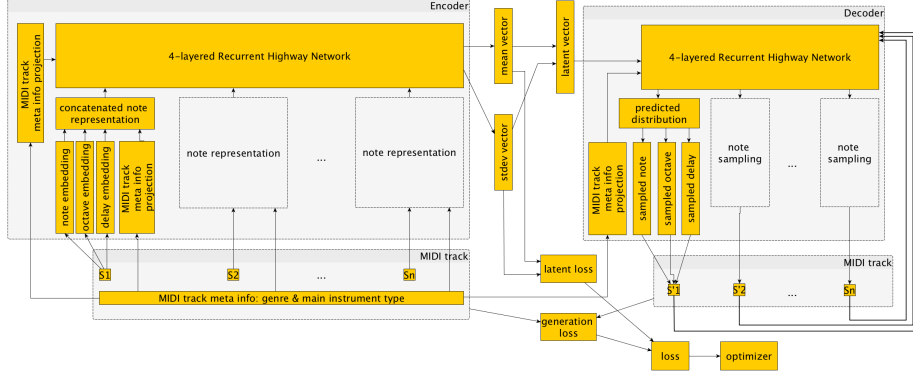 Encoder
MIDI track
meta info projection
4-layered Recurrent Highway Network
concatenated note
representation
note embedding
octave embedding
delay embedding
MIDI track
meta info
projection
note representation
...
note representation
mean vector
stdev vector
latent vector
Decoder
4-layered Recurrent Highway Network
predicted
distribution
MIDI track
meta info
projection
sampled note
sampled octave
sampled delay
note
sampling
...
note
sampling
MIDI track
S1
S2
...
Sn
MIDI track meta info: genre & main instrument type
latent loss
generation
loss
loss
optimizer
MIDI track
S'1
S'2
...
Sn